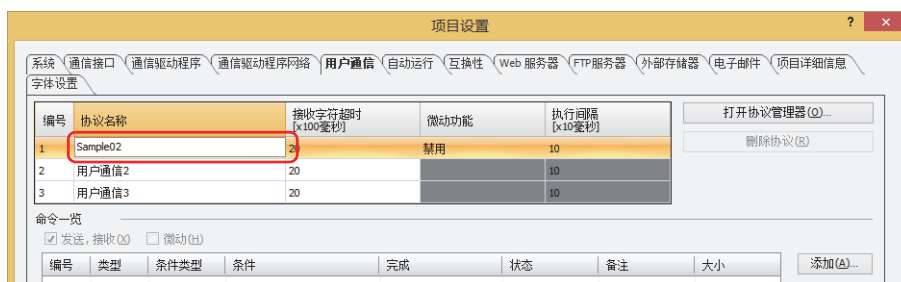 项目设置 ? ×
系统 通信接口 通信驱动程序 通信驱动程序网络 用户通信 自动运行 互换性 Web 服务器 FTP服务器 外部存储器 电子邮件 项目详细信息
字体设置
编号 协议名称 接收字符超时 [x100毫秒] 微动功能 执行间隔 [x10毫秒] 打开协议管理器(O)...
1 Sample02 20 禁用 10 删除协议(R)
2 用户通信2 20 10
3 用户通信3 20 10
命令一览
发送,接收(X) 微动(H)
编号 类型 条件类型 条件 完成 状态 备注 大小 添加(A)...